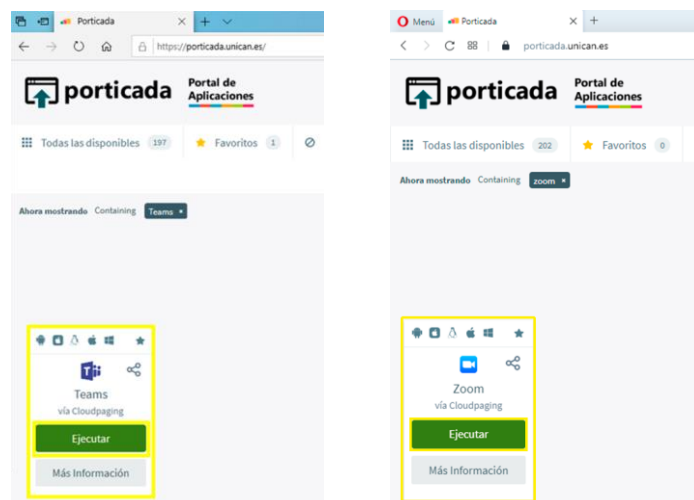 Porticada
https://porticada.unican.es/
porticada
Portal de
Aplicaciones
Todas las disponibles 197
Favoritos 1
Ahora mostrando Containing Teams ×
Teams
vía Cloudpaging
Ejecutar
Más Información
Menú
Porticada
porticada.unican.es
porticada
Portal de
Aplicaciones
Todas las disponibles 202
Favoritos 0
Ahora mostrando Containing zoom ×
Zoom
vía Cloudpaging
Ejecutar
Más Información